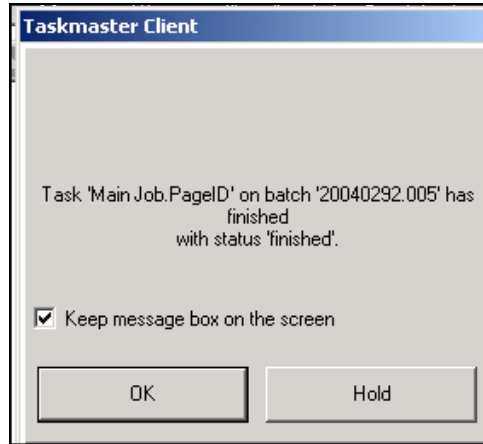 Taskmaster Client
Task 'Main Job.PageID' on batch '20040292.005' has
finished
with status 'finished'.
Keep message box on the screen
OK
Hold